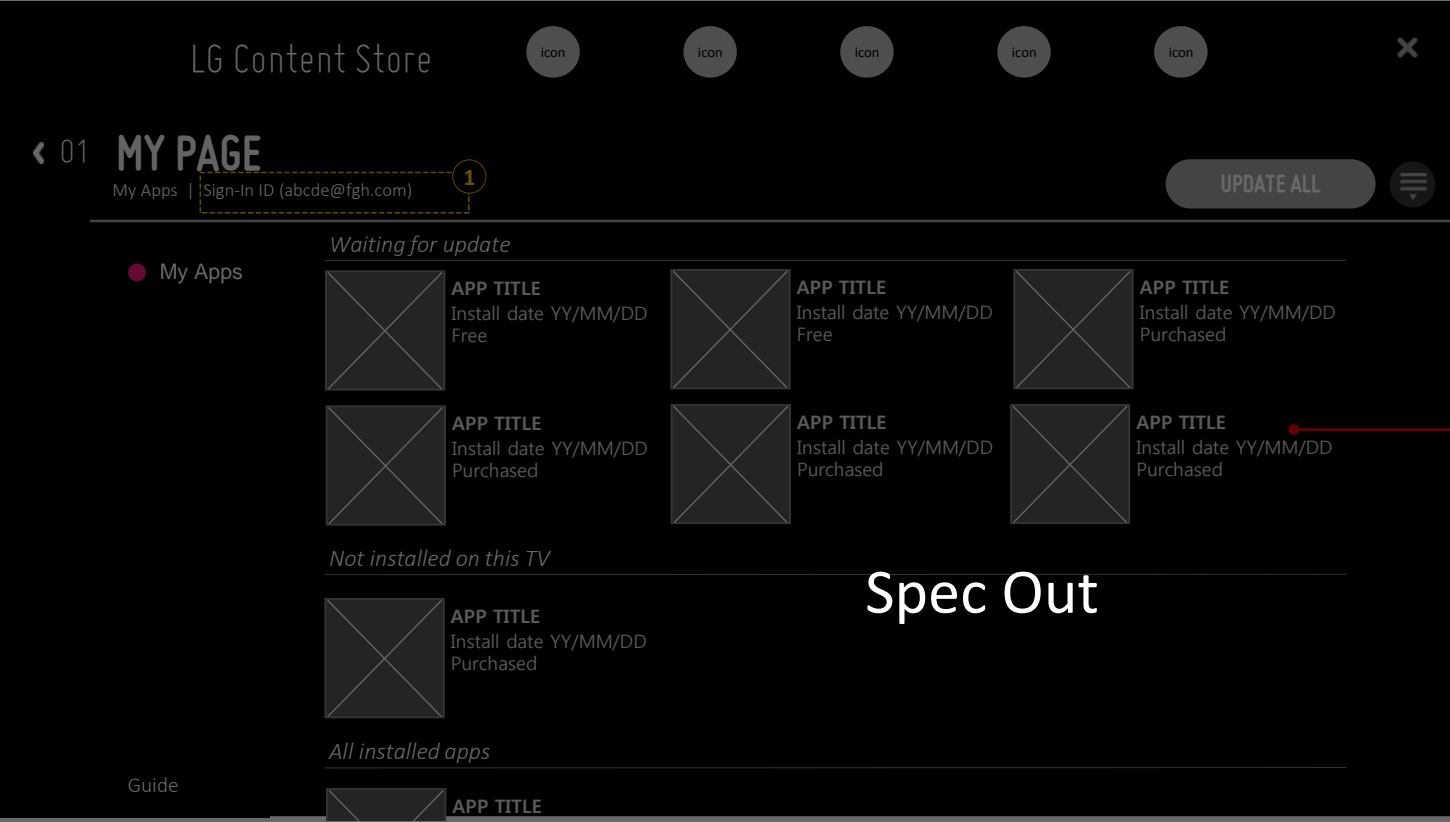 LG Content Store
icon
icon
icon
icon
icon
01
MY PAGE
My Apps | Sign-In ID (abcde@fgh.com)
1
UPDATE ALL
My Apps
Waiting for update
APP TITLE
Install date YY/MM/DD
Free
APP TITLE
Install date YY/MM/DD
Free
APP TITLE
Install date YY/MM/DD
Purchased
APP TITLE
Install date YY/MM/DD
Purchased
APP TITLE
Install date YY/MM/DD
Purchased
APP TITLE
Install date YY/MM/DD
Purchased
Not installed on this TV
Spec Out
APP TITLE
Install date YY/MM/DD
Purchased
All installed apps
APP TITLE
Guide